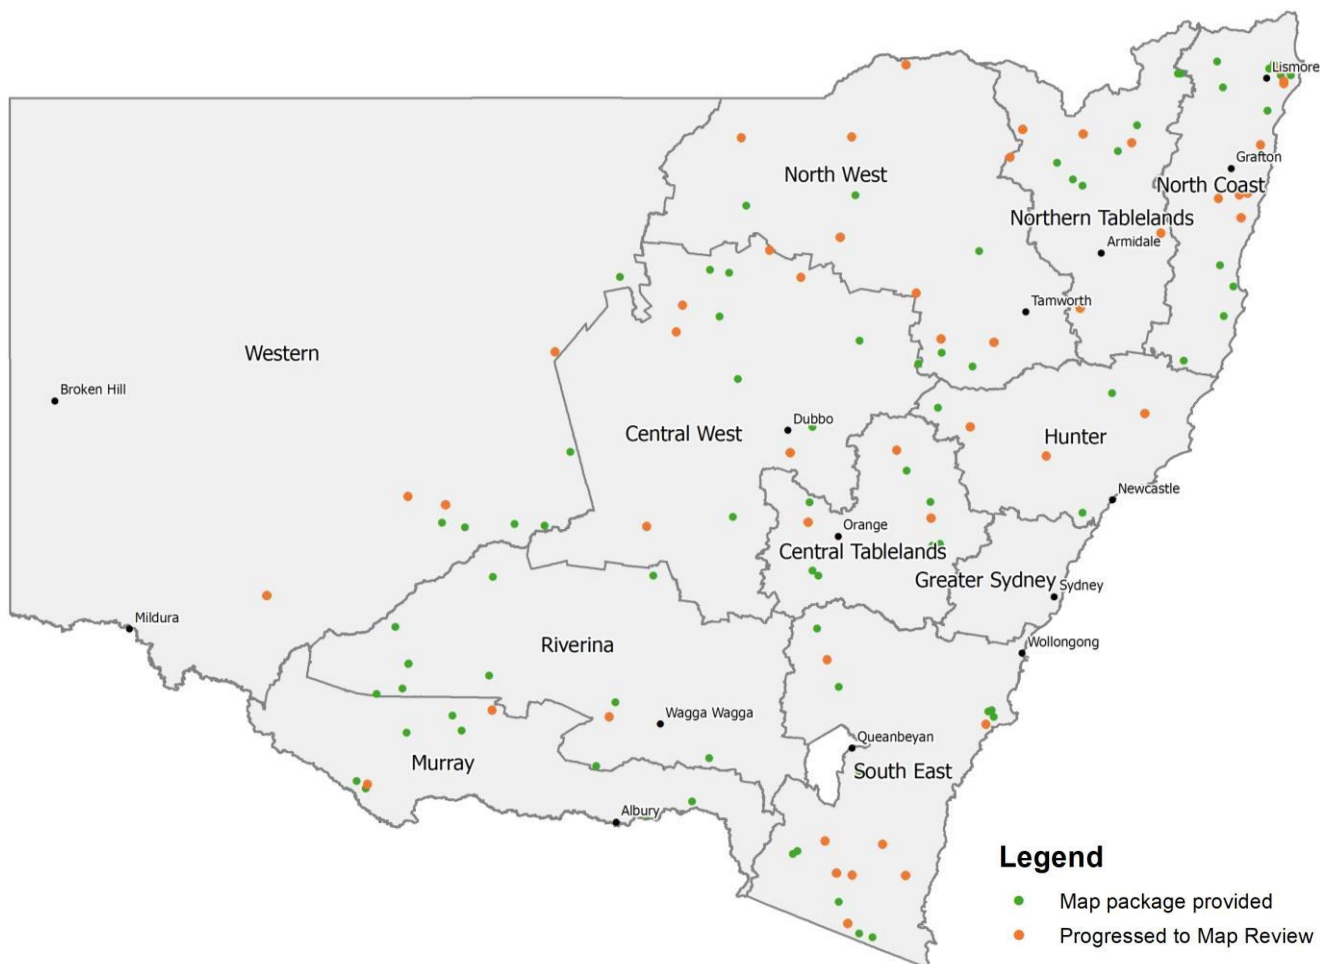 Lismore
Grafton
North West
North Coast
Northern Tablelands
Armidale
Tamworth
Western
Broken Hill
Dubbo
Central West
Hunter
Newcastle
Orange
Central Tablelands
Greater Sydney
Sydney
Mildura
Riverina
Wollongong
Wagga Wagga
Queanbeyan
Murray
South East
Albury
Legend
Map package provided
Progressed to Map Review